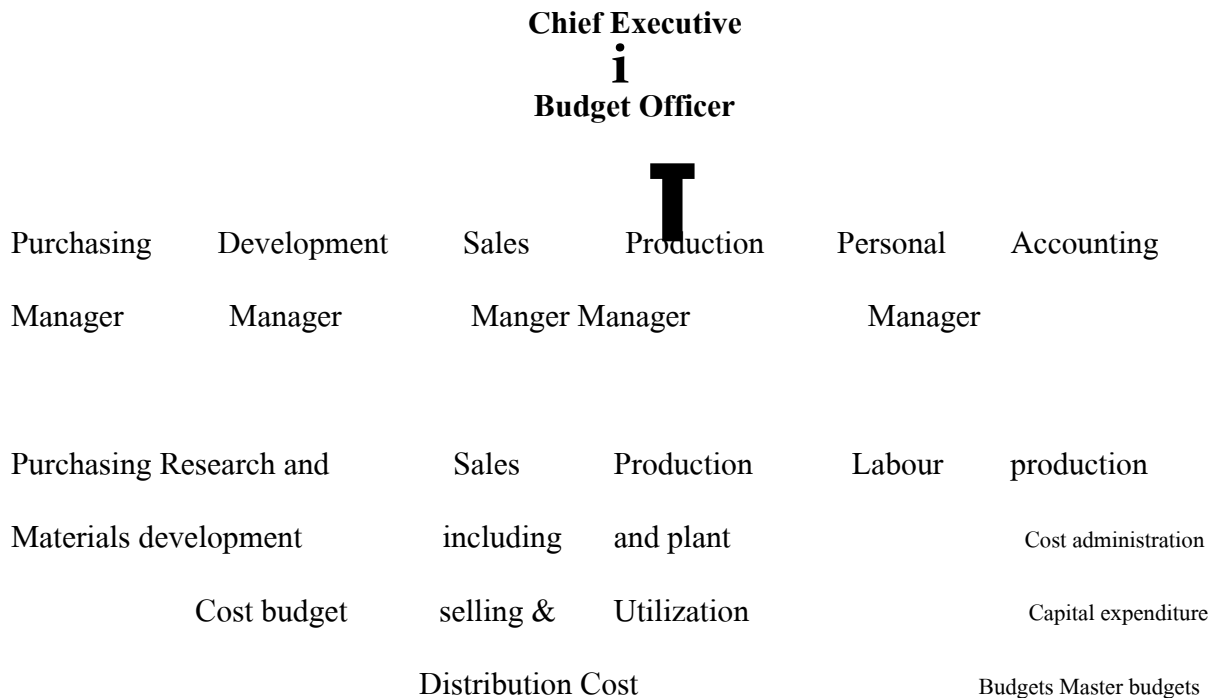 Chief Executive
i
Budget Officer
T
Purchasing Development Sales Production Personal Accounting
Manager Manager Manger Manager Manager
Purchasing Research and Sales Production Labour production
Materials development including and plant Cost administration
Cost budget selling & Utilization Capital expenditure
Distribution Cost Budgets Master budgets